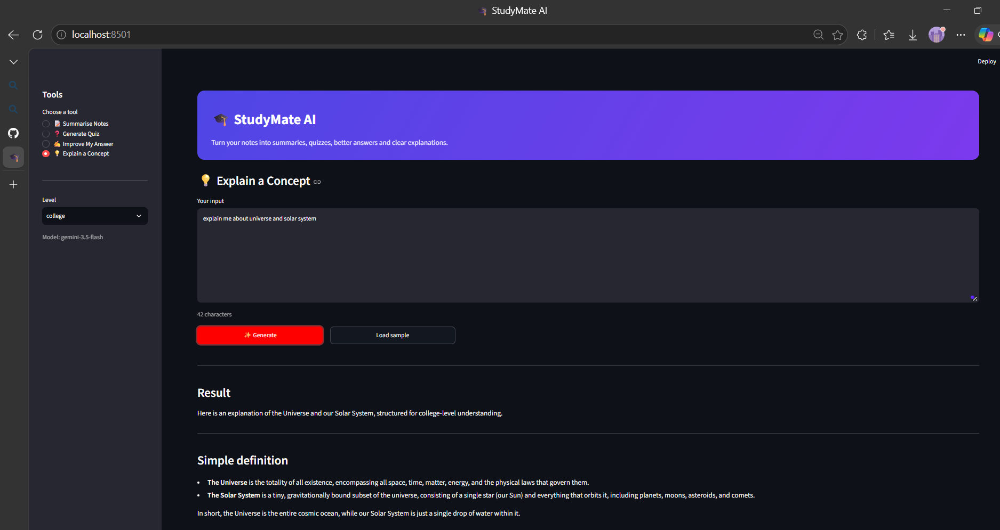 StudyMate AI
localhost:8501
Deploy
Tools
Choose a tool
Summarise Notes
Generate Quiz
Improve My Answer
Explain a Concept
Level
college
Model: gemini-3.5-flash
StudyMate AI
Turn your notes into summaries, quizzes, better answers and clear explanations.
Explain a Concept
Your input
explain me about universe and solar system
42 characters
Generate
Load sample
Result
Here is an explanation of the Universe and our Solar System, structured for college-level understanding.
Simple definition
• The Universe is the totality of all existence, encompassing all space, time, matter, energy, and the physical laws that govern them.
• The Solar System is a tiny, gravitationally bound subset of the universe, consisting of a single star (our Sun) and everything that orbits it, including planets, moons, asteroids, and comets.
In short, the Universe is the entire cosmic ocean, while our Solar System is just a single drop of water within it.